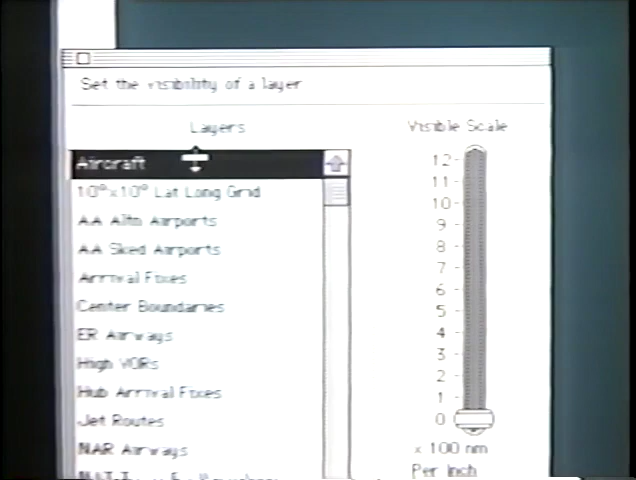 Set the visibility of a layer
Layers
Visible Scale
Aircraft
10°x10° Lat Long Grid
AA Altn Airports
AA Sked Airports
Arrival Fixes
Center Boundaries
ER Airways
High VORs
Hub Arrival Fixes
Jet Routes
NAR Airways
12
11
10
9
8
7
6
5
4
3
2
1
0
x 100 nm
Per Inch